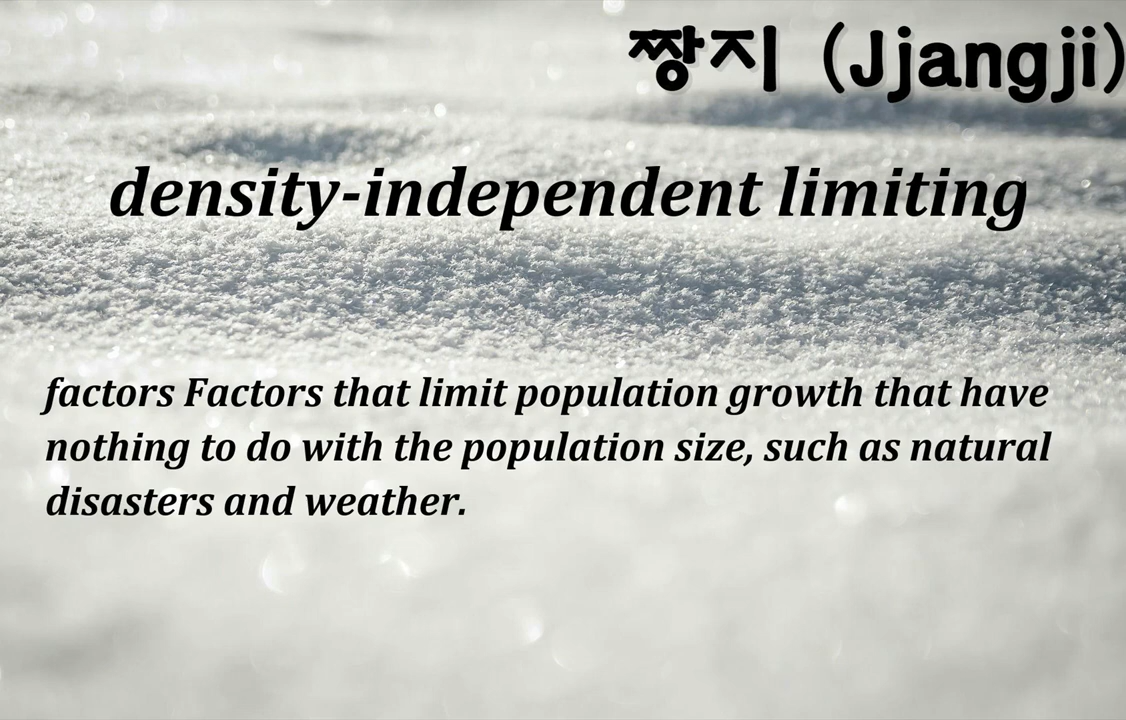 짱지 (Jjangji)
density-independent limiting
factors Factors that limit population growth that have
nothing to do with the population size, such as natural
disasters and weather.